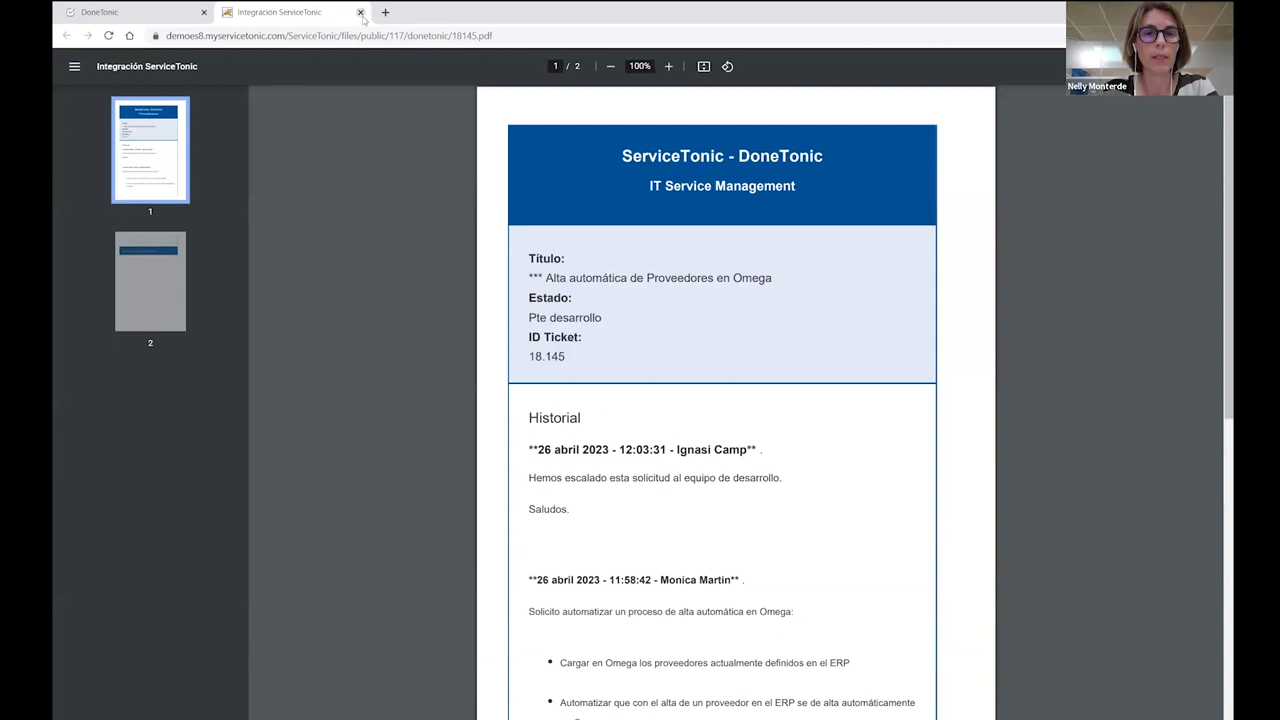 DoneTonic
Integración ServiceTonic
demoes8.myservicetonic.com/ServiceTonic/files/public/117/donetonic/18145.pdf
Integración ServiceTonic
1 / 2
100%
Nelly Monterde
1
2
ServiceTonic - DoneTonic
IT Service Management
Título:
*** Alta automática de Proveedores en Omega
Estado:
Pte desarrollo
ID Ticket:
18.145
Historial
**26 abril 2023 - 12:03:31 - Ignasi Camp** .
Hemos escalado esta solicitud al equipo de desarrollo.
Saludos.
**26 abril 2023 - 11:58:42 - Monica Martin** .
Solicito automatizar un proceso de alta automática en Omega:
• Cargar en Omega los proveedores actualmente definidos en el ERP
• Automatizar que con el alta de un proveedor en el ERP se de alta automáticamente